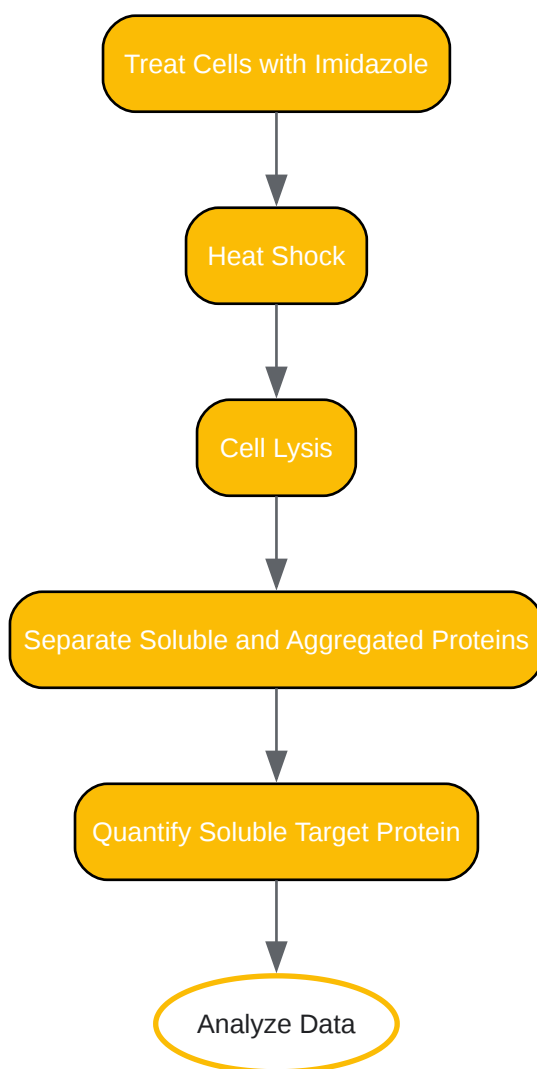 Treat Cells with Imidazole
Heat Shock
Cell Lysis
Separate Soluble and Aggregated Proteins
Quantify Soluble Target Protein
Analyze Data